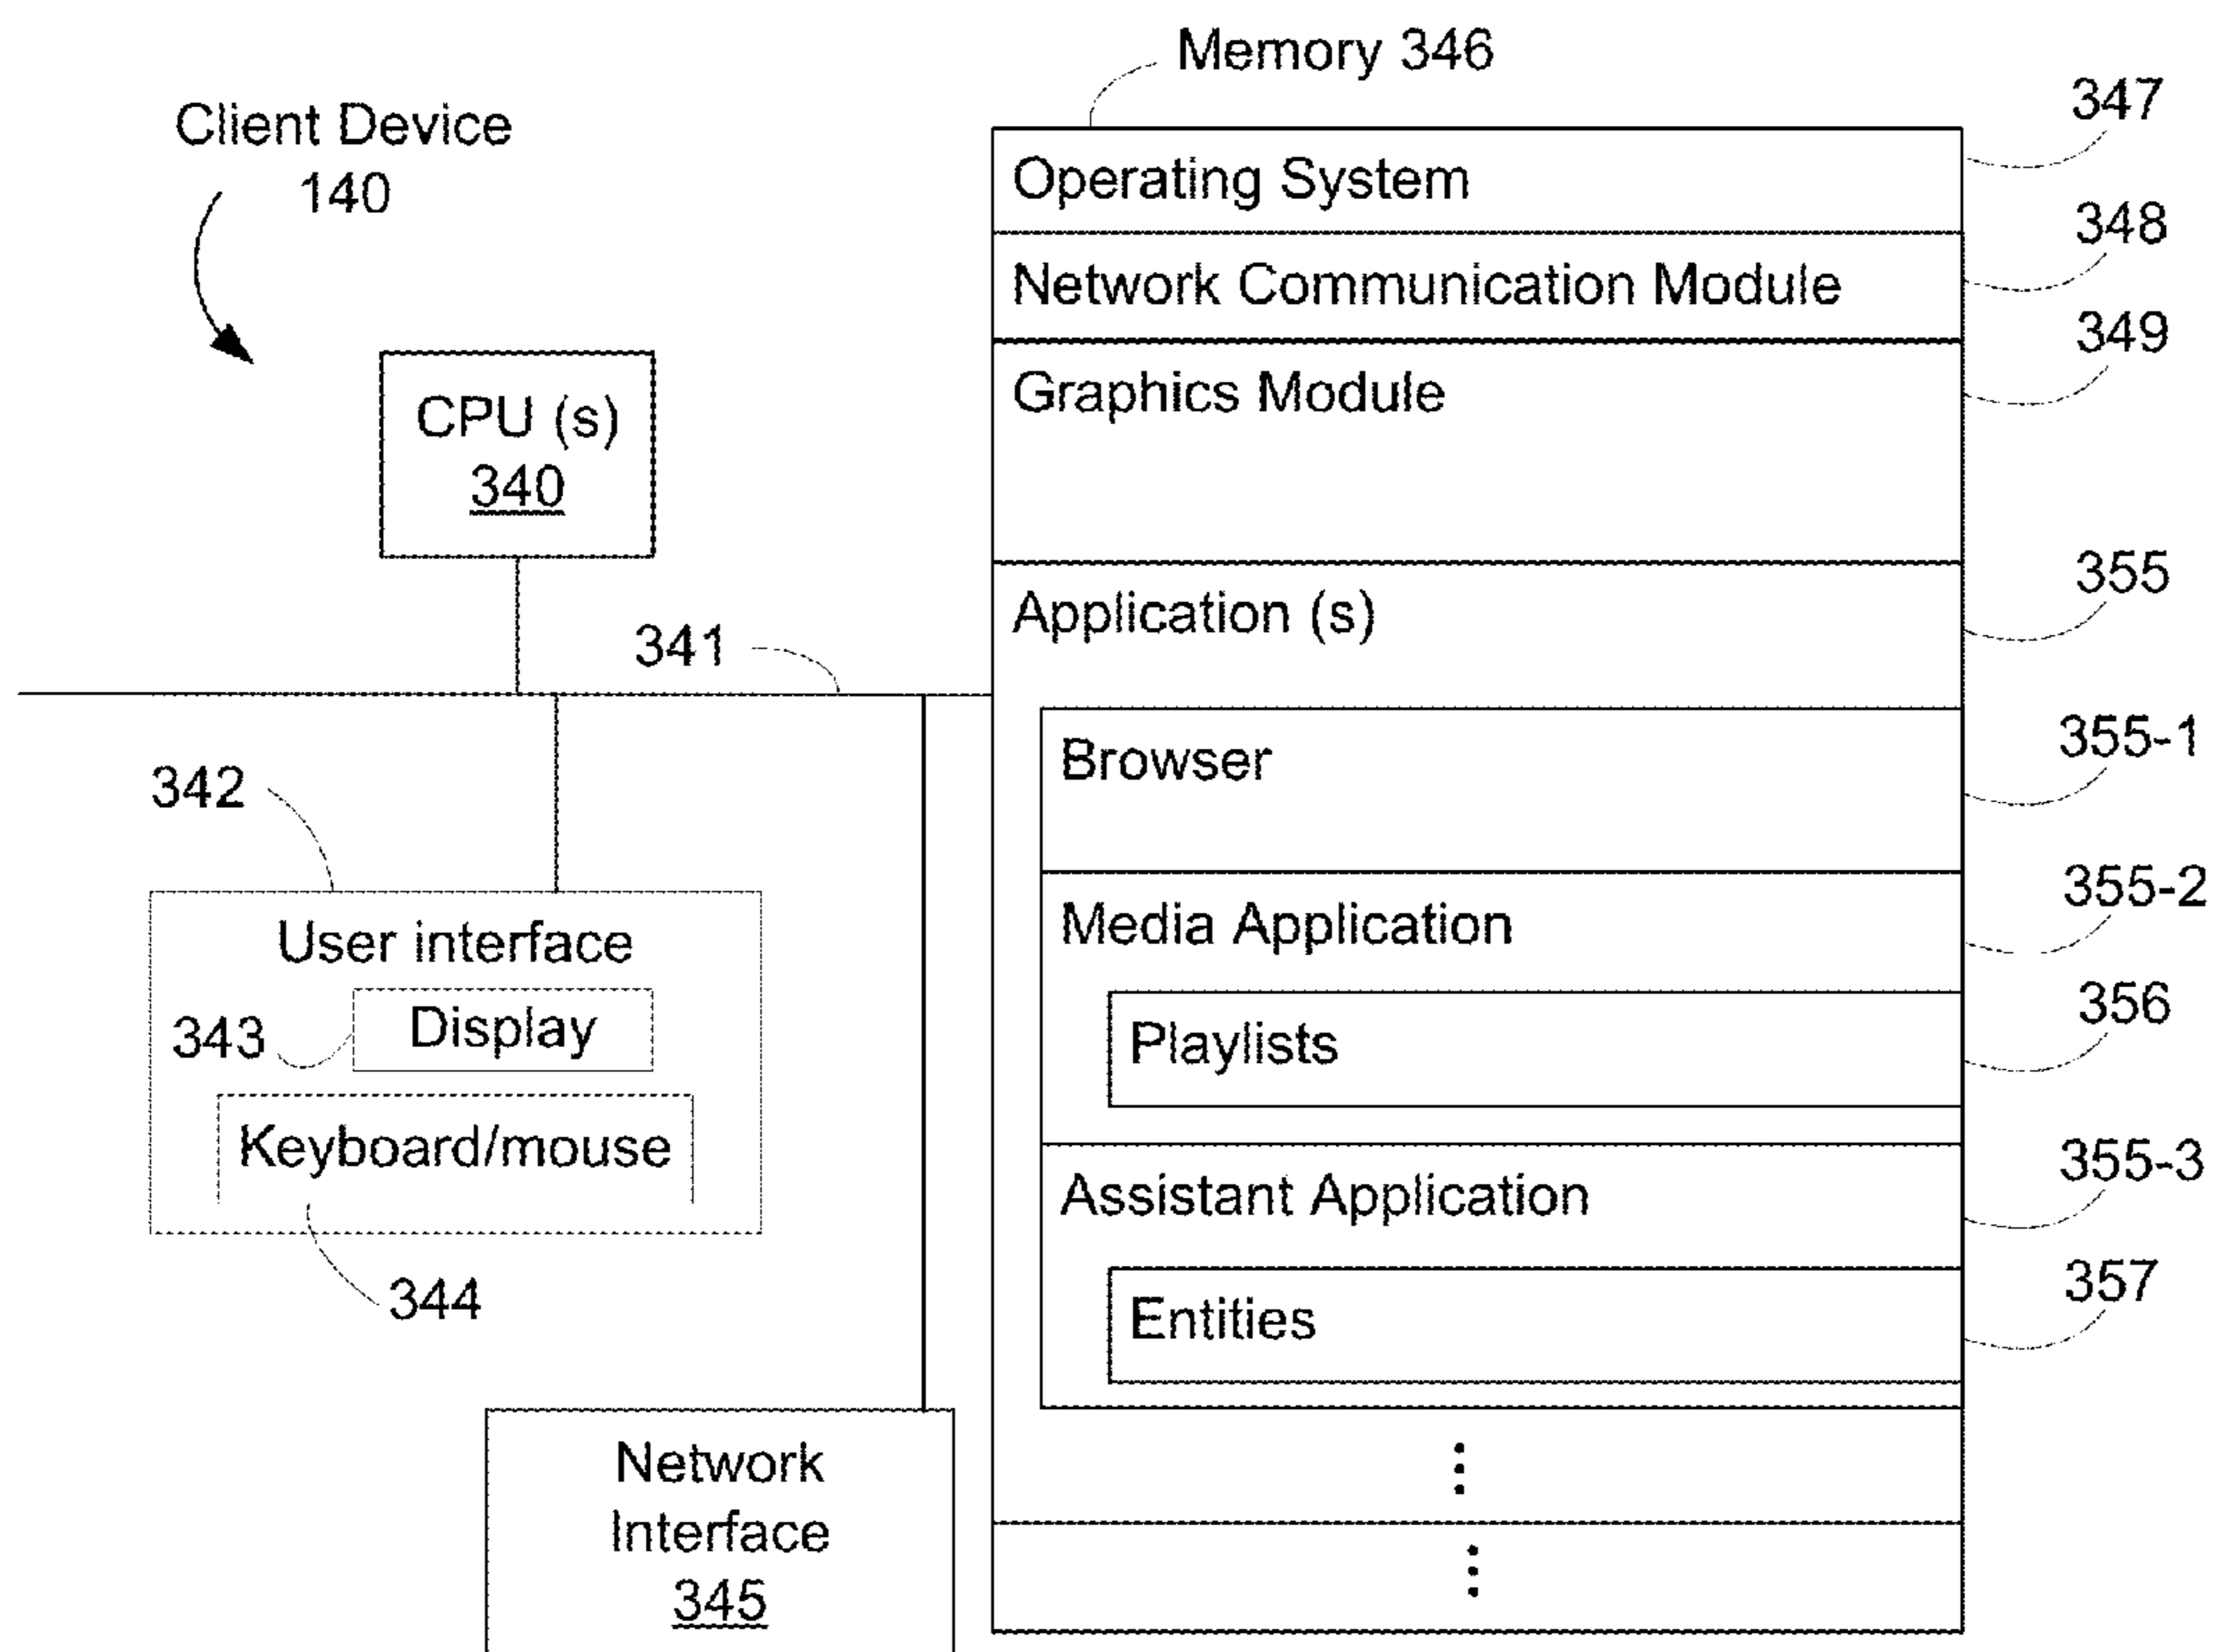 Memory 346
Client Device
140
347
Operating System
348
Network Communication Module
349
Graphics Module
CPU (s)
340
355
Application (s)
341
355-1
Browser
342
355-2
Media Application
User interface
356
Display
343
Playlists
Keyboard/mouse
355-3
Assistant Application
344
357
Entities
Network
Interface
345